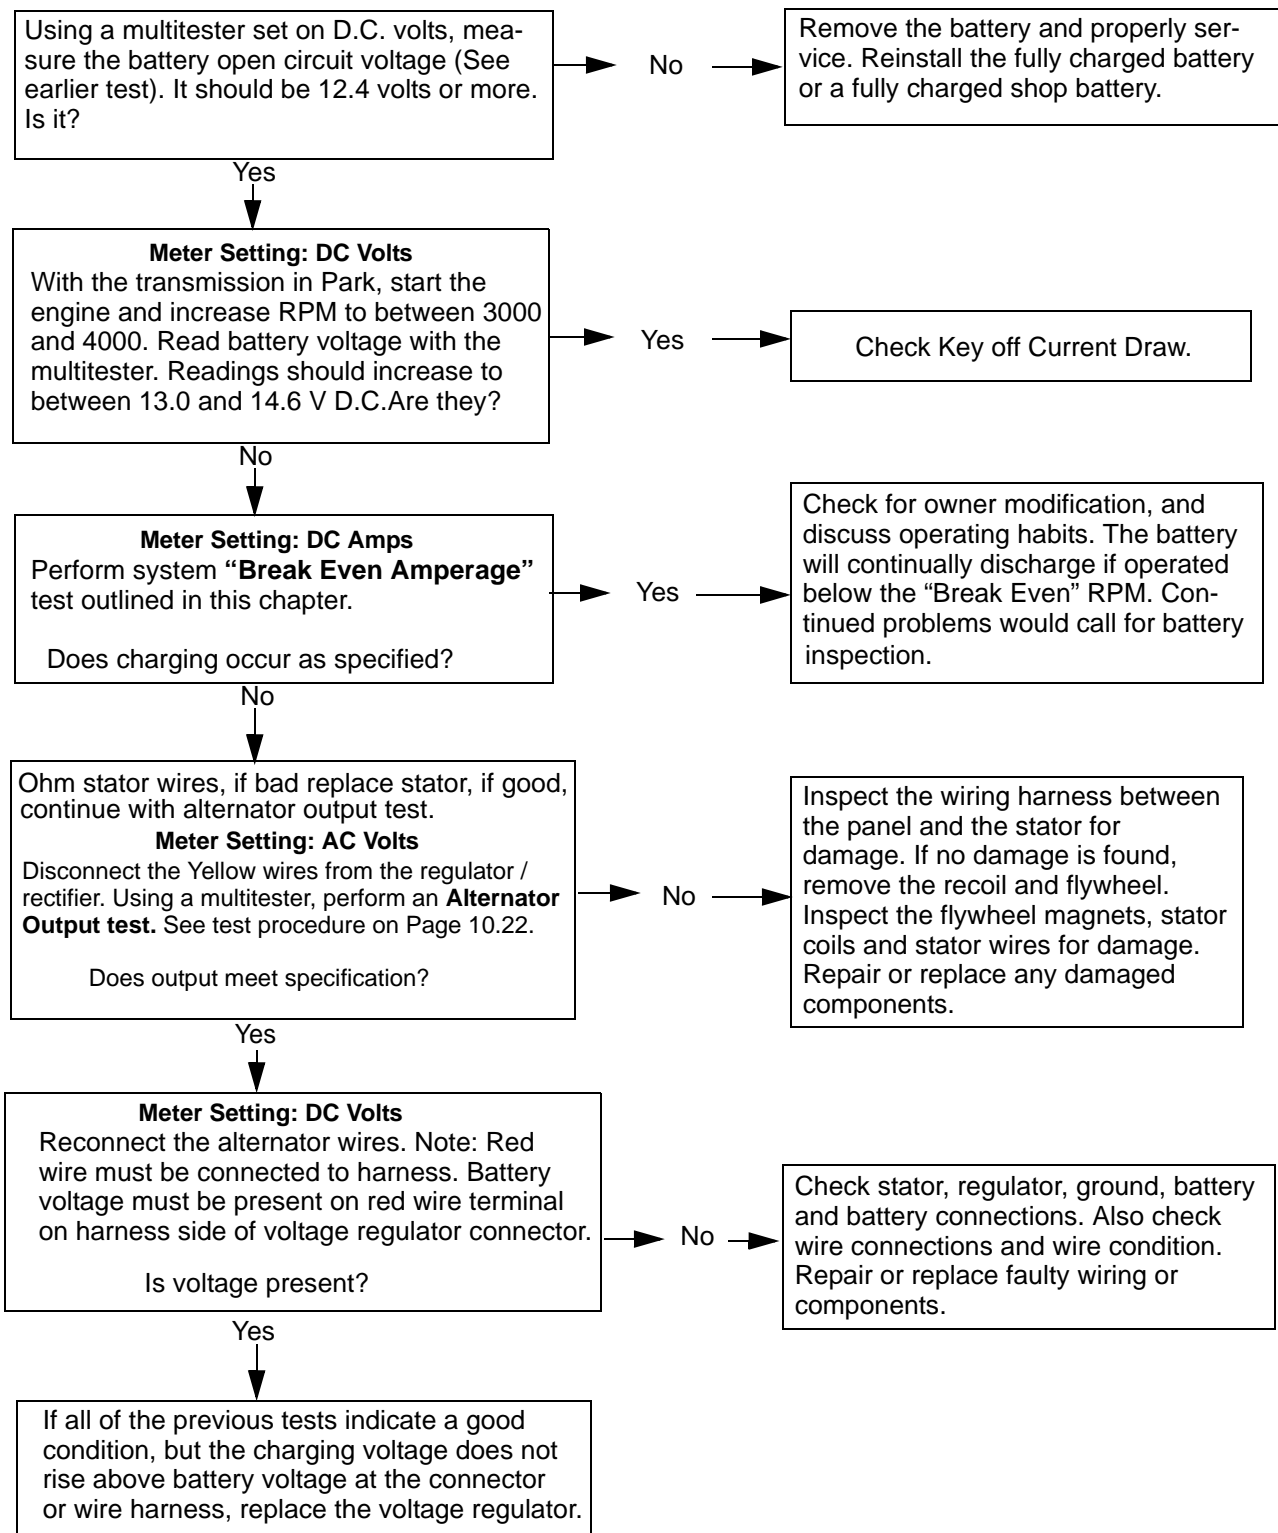 Using a multitester set on D.C. volts, mea-
sure the battery open circuit voltage (See
earlier test). It should be 12.4 volts or more.
Is it?
No
Remove the battery and properly ser-
vice. Reinstall the fully charged battery
or a fully charged shop battery.
Yes
Meter Setting: DC Volts
With the transmission in Park, start the
engine and increase RPM to between 3000
and 4000. Read battery voltage with the
multitester. Readings should increase to
between 13.0 and 14.6 V D.C.Are they?
Yes
Check Key off Current Draw.
No
Meter Setting: DC Amps
Perform system “Break Even Amperage”
test outlined in this chapter.
Does charging occur as specified?
Yes
Check for owner modification, and
discuss operating habits. The battery
will continually discharge if operated
below the “Break Even” RPM. Con-
tinued problems would call for battery
inspection.
No
Ohm stator wires, if bad replace stator, if good,
continue with alternator output test.
Meter Setting: AC Volts
Disconnect the Yellow wires from the regulator /
rectifier. Using a multitester, perform an Alternator
Output test. See test procedure on Page 10.22.
Does output meet specification?
No
Inspect the wiring harness between
the panel and the stator for
damage. If no damage is found,
remove the recoil and flywheel.
Inspect the flywheel magnets, stator
coils and stator wires for damage.
Repair or replace any damaged
components.
Yes
Meter Setting: DC Volts
Reconnect the alternator wires. Note: Red
wire must be connected to harness. Battery
voltage must be present on red wire terminal
on harness side of voltage regulator connector.
Is voltage present?
No
Check stator, regulator, ground, battery
and battery connections. Also check
wire connections and wire condition.
Repair or replace faulty wiring or
components.
Yes
If all of the previous tests indicate a good
condition, but the charging voltage does not
rise above battery voltage at the connector
or wire harness, replace the voltage regulator.